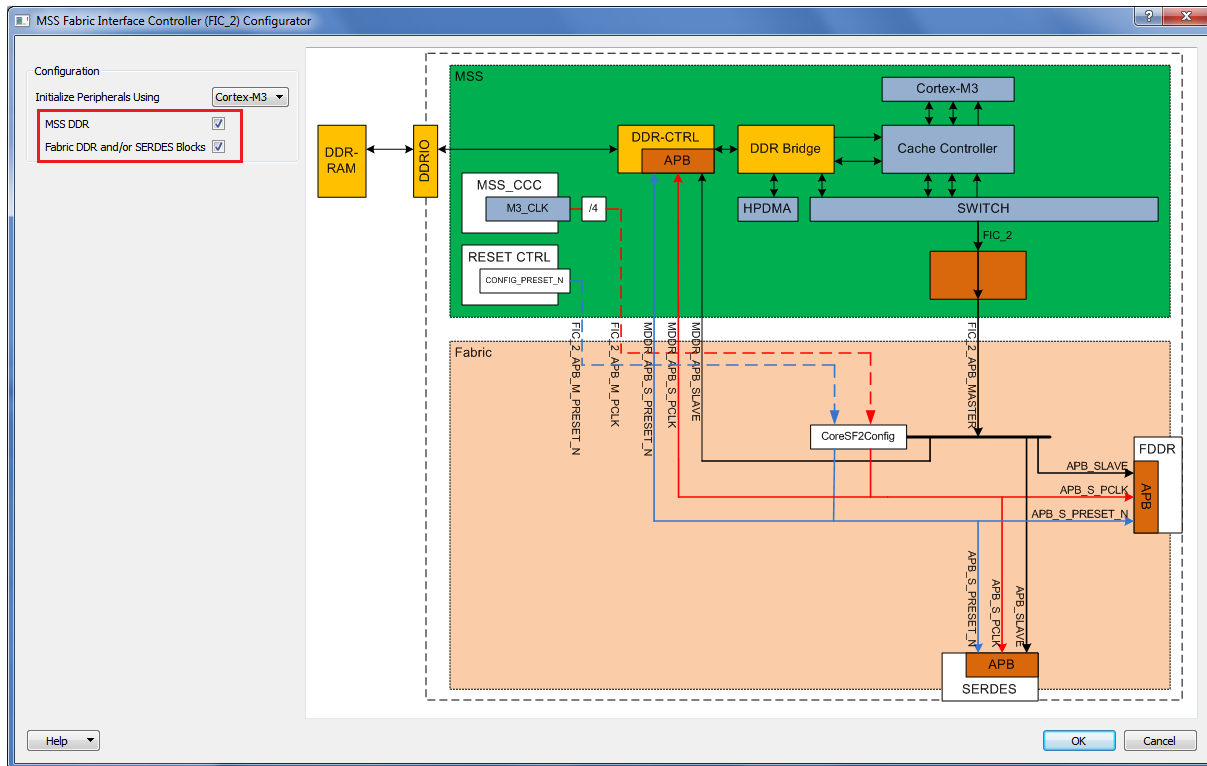 MSS Fabric Interface Controller (FIC_2) Configurator
?
Configuration
Initialize Peripherals Using
Cortex-M3
MSS DDR
Fabric DDR and/or SERDES Blocks
MSS
Cortex-M3
DDR-
RAM
DDRIO
DDR-CTRL
APB
DDR Bridge
Cache Controller
MSS_CCC
M3_CLK
/4
HPDMA
SWITCH
FIC_2
RESET CTRL
CONFIG_PRESET_N
FIC_2_APB_M_PRESET_N
FIC_2_APB_M_PCLK
MDDR_APB_S_PRESET_N
MDDR_APB_S_PCLK
MDDR_APB_SLAVE
FIC_2_APB_MASTER
Fabric
CoreSF2Config
FDDR
APB
APB_SLAVE
APB_S_PCLK
APB_S_PRESET_N
APB_S_PRESET_N
APB_S_PCLK
APB_SLAVE
APB
SERDES
Help
OK
Cancel